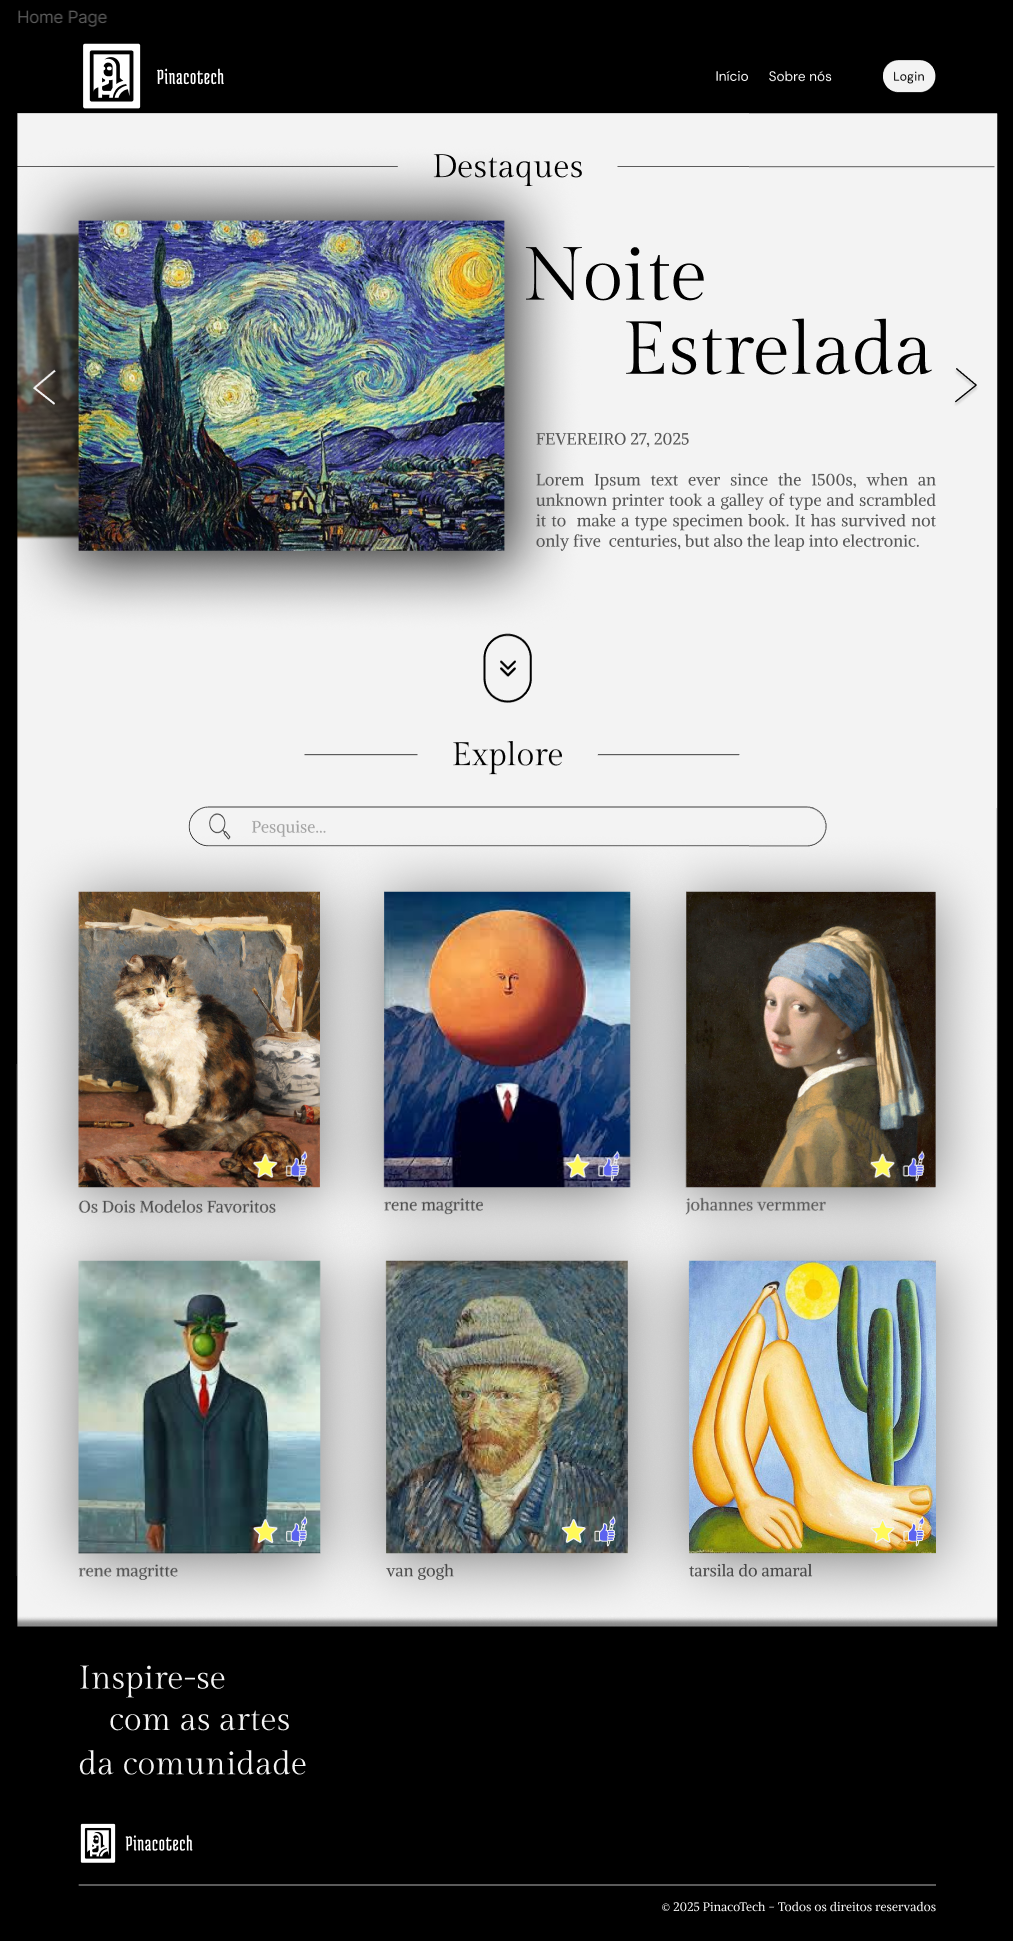 Home Page
Pinacotech
Início
Sobre nós
Login
Destaques
Noite
Estrelada
FEVEREIRO 27, 2025
Lorem Ipsum text ever since the 1500s, when an
unknown printer took a galley of type and scrambled
it to make a type specimen book. It has survived not
only five centuries, but also the leap into electronic.
Explore
Pesquise...
Os Dois Modelos Favoritos
rene magritte
johannes vermmer
rene magritte
van gogh
tarsila do amaral
Inspire-se
com as artes
da comunidade
Pinacotech
© 2025 PinacoTech - Todos os direitos reservados